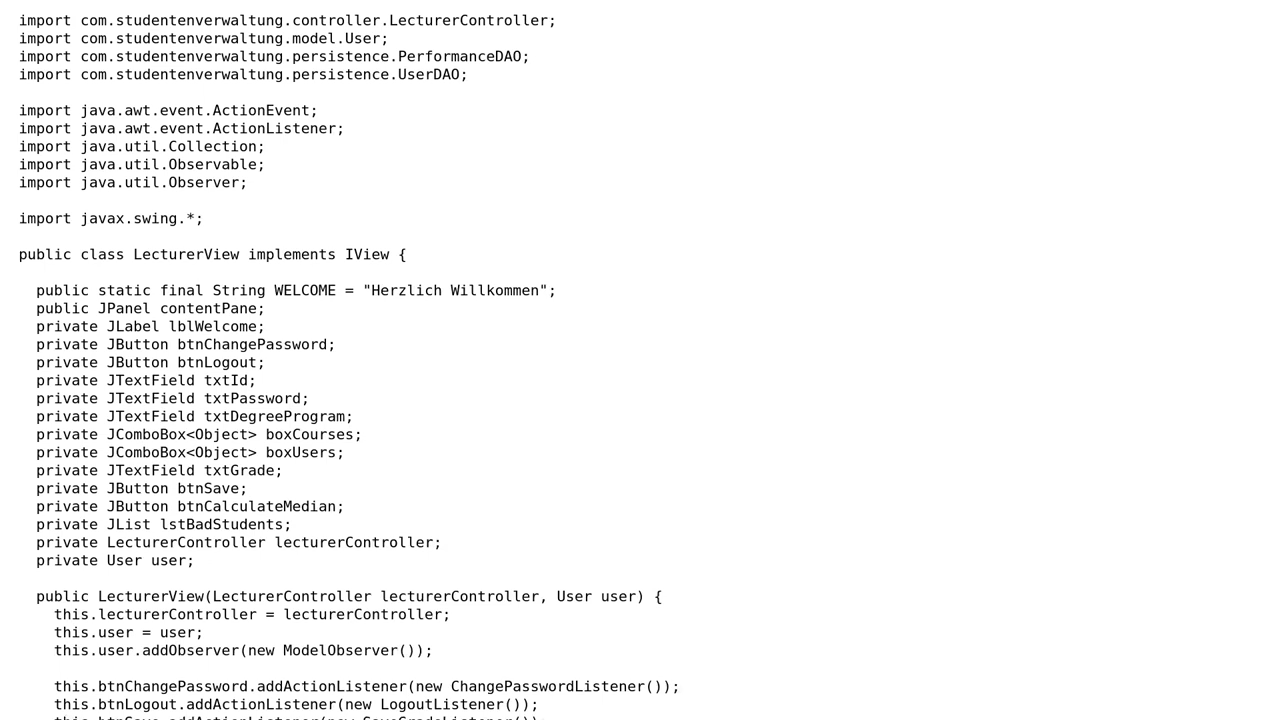 import com.studentenverwaltung.controller.LecturerController;
import com.studentenverwaltung.model.User;
import com.studentenverwaltung.persistence.PerformanceDAO;
import com.studentenverwaltung.persistence.UserDAO;

import java.awt.event.ActionEvent;
import java.awt.event.ActionListener;
import java.util.Collection;
import java.util.Observable;
import java.util.Observer;

import javax.swing.*;

public class LecturerView implements IView {

  public static final String WELCOME = "Herzlich Willkommen";
  public JPanel contentPane;
  private JLabel lblWelcome;
  private JButton btnChangePassword;
  private JButton btnLogout;
  private JTextField txtId;
  private JTextField txtPassword;
  private JTextField txtDegreeProgram;
  private JComboBox<Object> boxCourses;
  private JComboBox<Object> boxUsers;
  private JTextField txtGrade;
  private JButton btnSave;
  private JButton btnCalculateMedian;
  private JList lstBadStudents;
  private LecturerController lecturerController;
  private User user;

  public LecturerView(LecturerController lecturerController, User user) {
    this.lecturerController = lecturerController;
    this.user = user;
    this.user.addObserver(new ModelObserver());

    this.btnChangePassword.addActionListener(new ChangePasswordListener());
    this.btnLogout.addActionListener(new LogoutListener());
    this.btnSave.addActionListener(new SaveGradeListener());